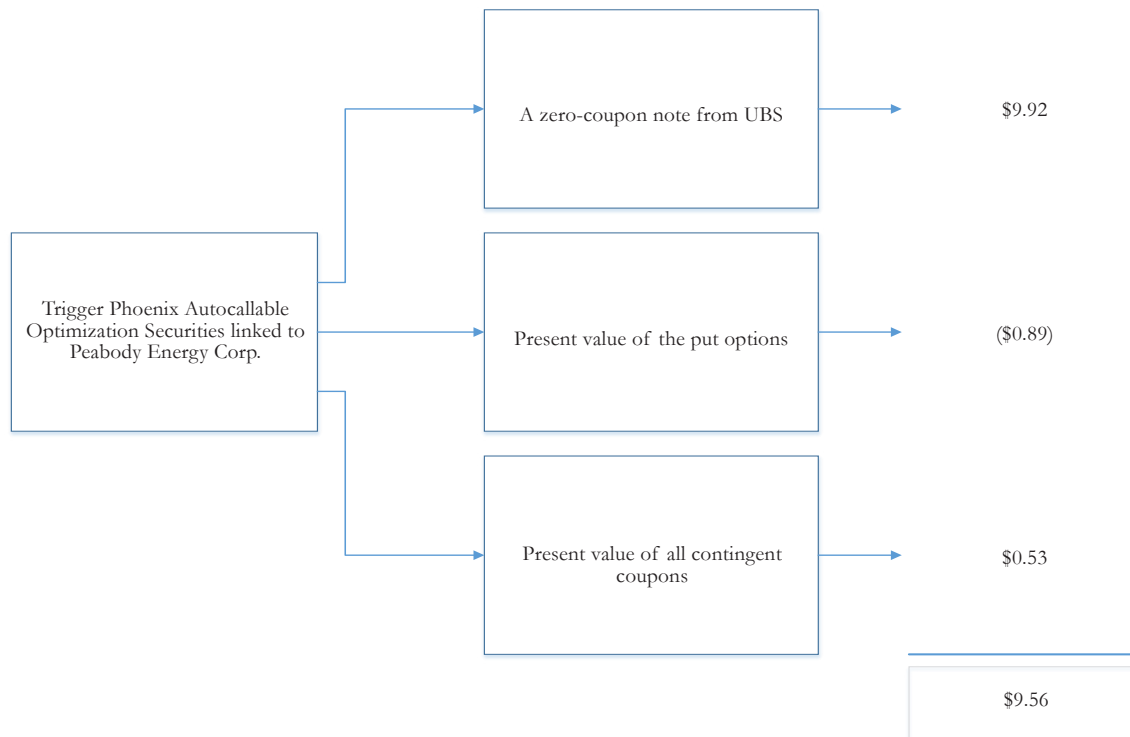 A zero-coupon note from UBS
$9.92
Trigger Phoenix Autocallable
Optimization Securities linked to
Peabody Energy Corp.
Present value of the put options
($0.89)
Present value of all contingent
coupons
$0.53
$9.56